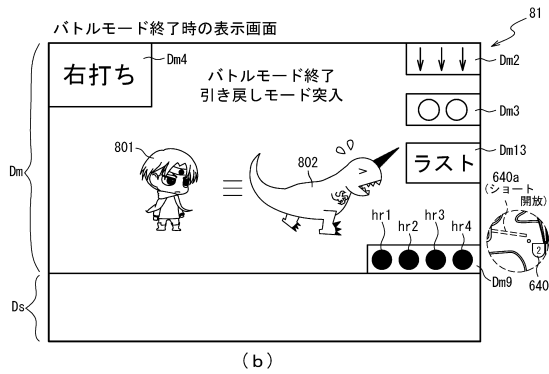 バトルモード終了時の表示画面
81
右打ち
Dm4
バトルモード終了
引き戻しモード突入
Dm2
Dm3
Dm
801
802
ラスト
Dm13
640a
(ショート
開放)
hr1
hr2
hr3
hr4
2
Dm9
640
Ds
(b)